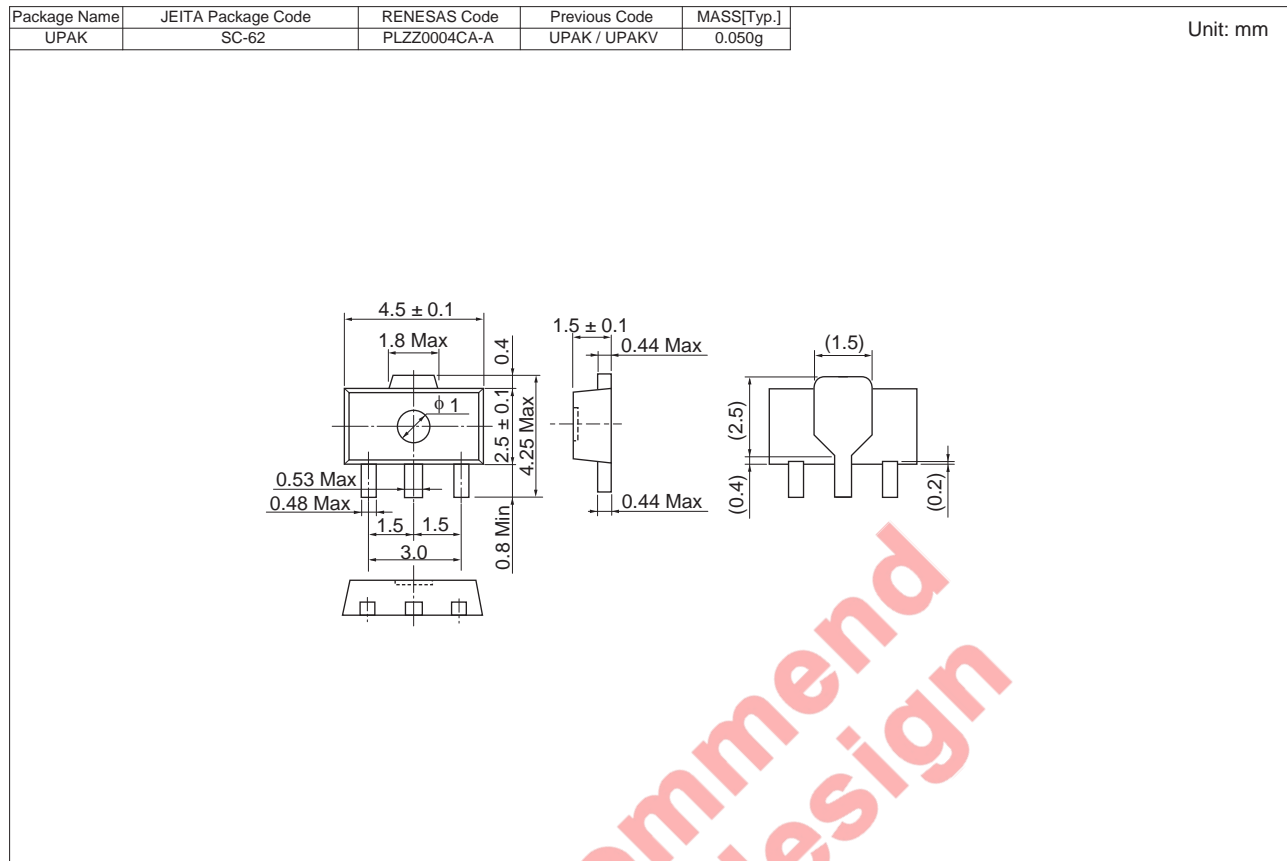 Package Name JEITA Package Code RENESAS Code Previous Code MASS[Typ.]
UPAK SC-62 PLZZ0004CA-A UPAK / UPAKV 0.050g
Unit: mm
4.5 ± 0.1
1.8 Max
0.4
φ 1
2.5 ± 0.1
4.25 Max
0.53 Max
0.48 Max
1.5 1.5
3.0
0.8 Min
1.5 ± 0.1
0.44 Max
0.44 Max
(1.5)
(2.5)
(0.4)
(0.2)